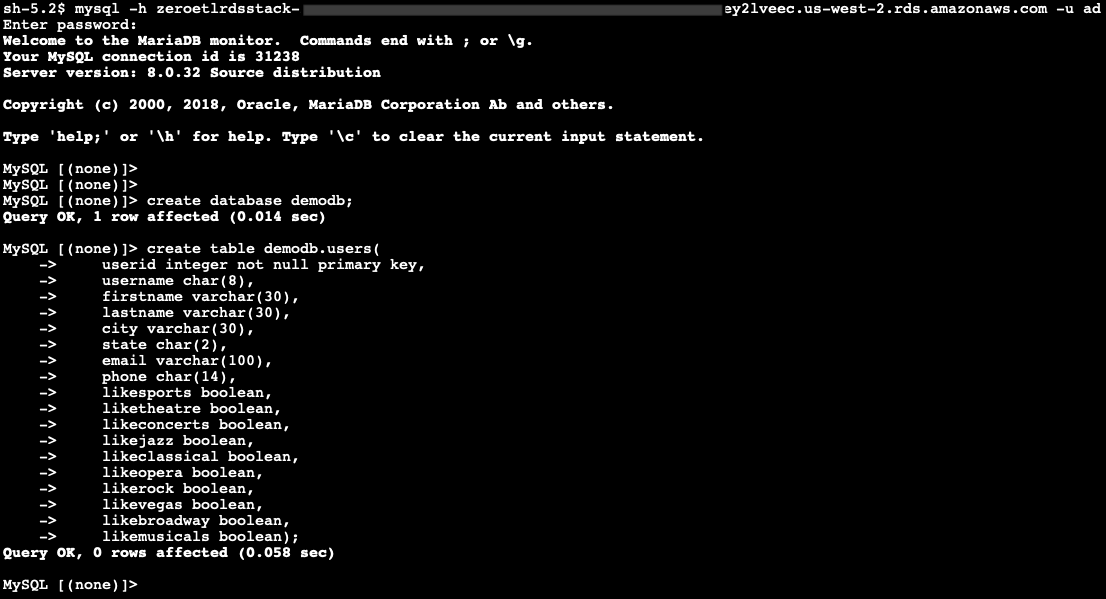 sh-5.2$ mysql -h zeroetlrdsstack- ey2lveec.us-west-2.rds.amazonaws.com -u ad
Enter password:
Welcome to the MariaDB monitor.  Commands end with ; or \g.
Your MySQL connection id is 31238
Server version: 8.0.32 Source distribution
Copyright (c) 2000, 2018, Oracle, MariaDB Corporation Ab and others.
Type 'help;' or '\h' for help. Type '\c' to clear the current input statement.
MySQL [(none)]>
MySQL [(none)]>
MySQL [(none)]> create database demodb;
Query OK, 1 row affected (0.014 sec)
MySQL [(none)]> create table demodb.users(
    ->     userid integer not null primary key,
    ->     username char(8),
    ->     firstname varchar(30),
    ->     lastname varchar(30),
    ->     city varchar(30),
    ->     state char(2),
    ->     email varchar(100),
    ->     phone char(14),
    ->     likesports boolean,
    ->     liketheatre boolean,
    ->     likeconcerts boolean,
    ->     likejazz boolean,
    ->     likeclassical boolean,
    ->     likeopera boolean,
    ->     likerock boolean,
    ->     likevegas boolean,
    ->     likebroadway boolean,
    ->     likemusicals boolean);
Query OK, 0 rows affected (0.058 sec)
MySQL [(none)]>